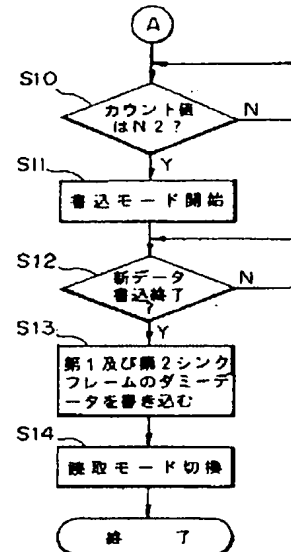 A
S10
カウント値
はN2?
N
Y
S11
書込モード開始
S12
新データ
書込終了
?
N
Y
S13
第1及び第2シンク
フレームのダミーデ
ータを書き込む
S14
読取モード切換
終 了